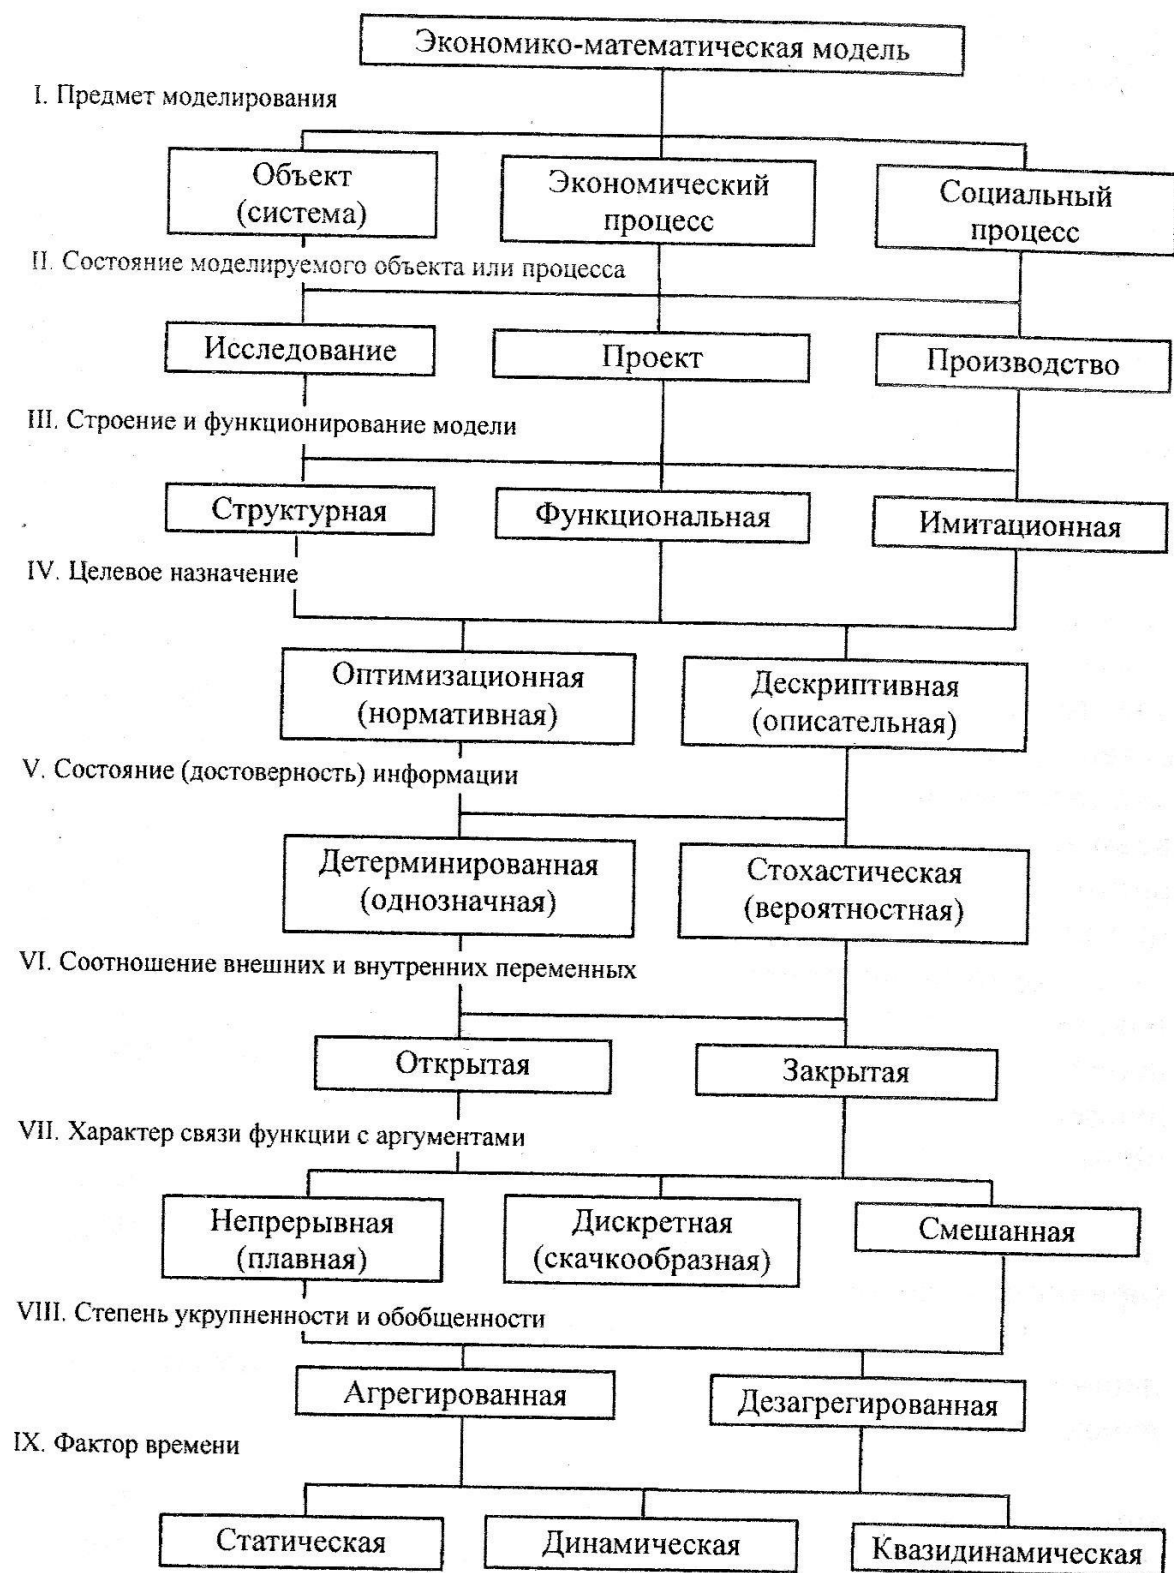 Экономико-математическая модель
I. Предмет моделирования
Объект
(система)
Экономический
процесс
Социальный
процесс
II. Состояние моделируемого объекта или процесса
Исследование
Проект
Производство
III. Строение и функционирование модели
Структурная
Функциональная
Имитационная
IV. Целевое назначение
Оптимизационная
(нормативная)
Дескриптивная
(описательная)
V. Состояние (достоверность) информации
Детерминированная
(однозначная)
Стохастическая
(вероятностная)
VI. Соотношение внешних и внутренних переменных
Открытая
Закрытая
VII. Характер связи функции с аргументами
Непрерывная
(плавная)
Дискретная
(скачкообразная)
Смешанная
VIII. Степень укрупненности и обобщенности
Агрегированная
Дезагрегированная
IX. Фактор времени
Статическая
Динамическая
Квазидинамическая